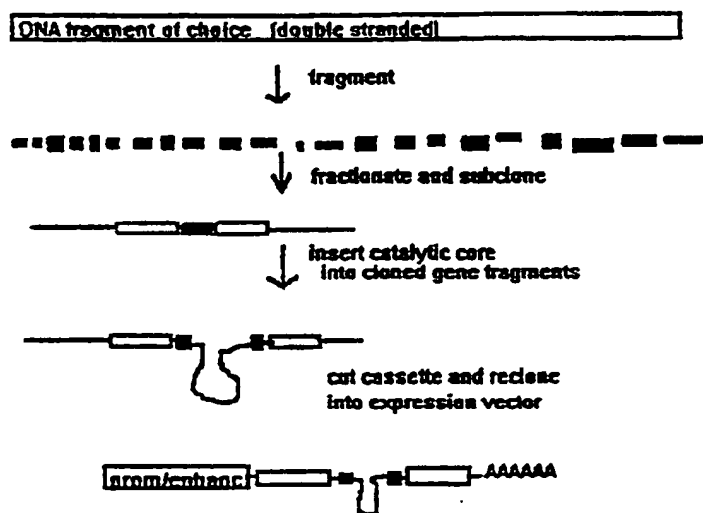 DNA fragment of choice (double stranded)
fragment
fractionate and subclone
insert catalytic core
into cloned gene fragments
cut cassette and reclone
into expression vector
prom/enhanc
AAAAAA